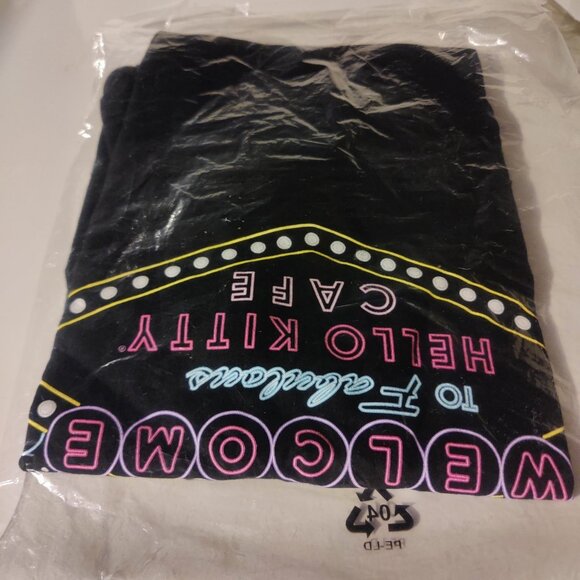 WELCOME
TO Fabulous
HELLO KITTY®
CAFE
04
PE-LD